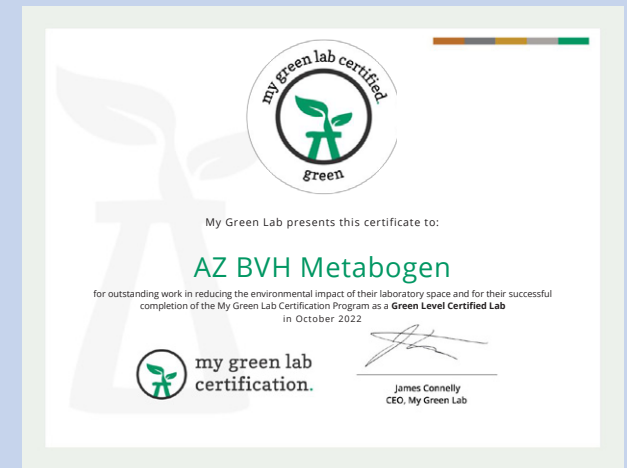 my green lab certified.
green
My Green Lab presents this certificate to:
AZ BVH Metabogen
for outstanding work in reducing the environmental impact of their laboratory space and for their successful
completion of the My Green Lab Certification Program as a Green Level Certified Lab
in October 2022
my green lab
certification.
James Connelly
CEO, My Green Lab